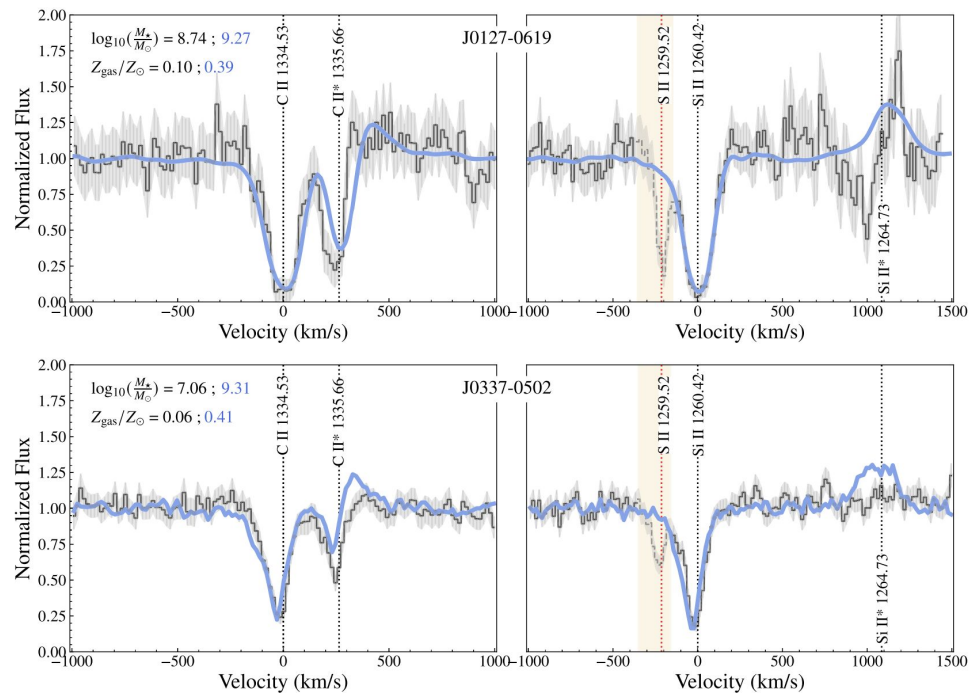 log₁₀(M★/M☉) = 8.74 ; 9.27
Z_gas/Z☉ = 0.10 ; 0.39
J0127-0619
C II 1334.53
C II* 1335.66
S II 1259.52
Si II 1260.42
Si II* 1264.73
Normalized Flux
2.00
1.75
1.50
1.25
1.00
0.75
0.50
0.25
0.00
−1000 −500 0 500 1000
Velocity (km/s)
−1000 −500 0 500 1000 1500
Velocity (km/s)
log₁₀(M★/M☉) = 7.06 ; 9.31
Z_gas/Z☉ = 0.06 ; 0.41
J0337-0502
C II 1334.53
C II* 1335.66
S II 1259.52
Si II 1260.42
Si II* 1264.73
Normalized Flux
2.00
1.75
1.50
1.25
1.00
0.75
0.50
0.25
0.00
−1000 −500 0 500 1000
Velocity (km/s)
−1000 −500 0 500 1000 1500
Velocity (km/s)